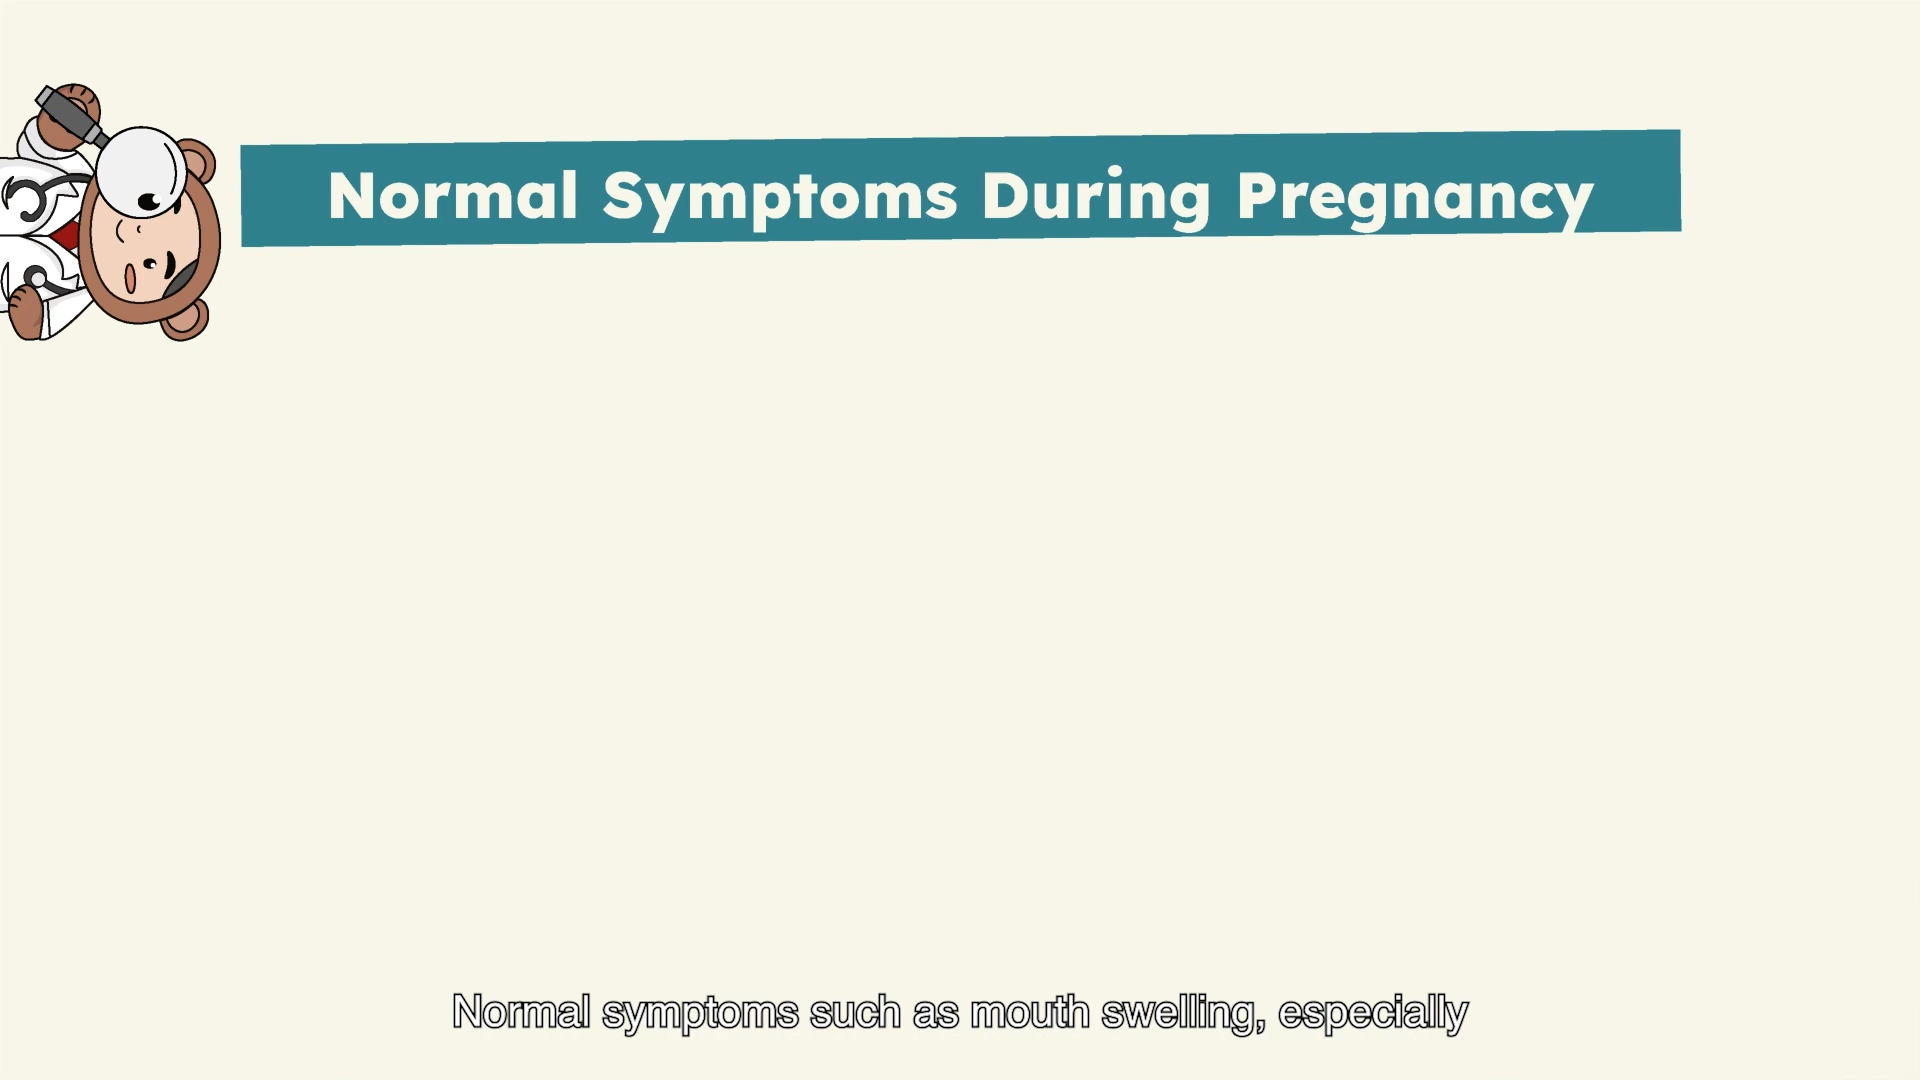 Normal Symptoms During Pregnancy
Normal symptoms such as mouth swelling, especially